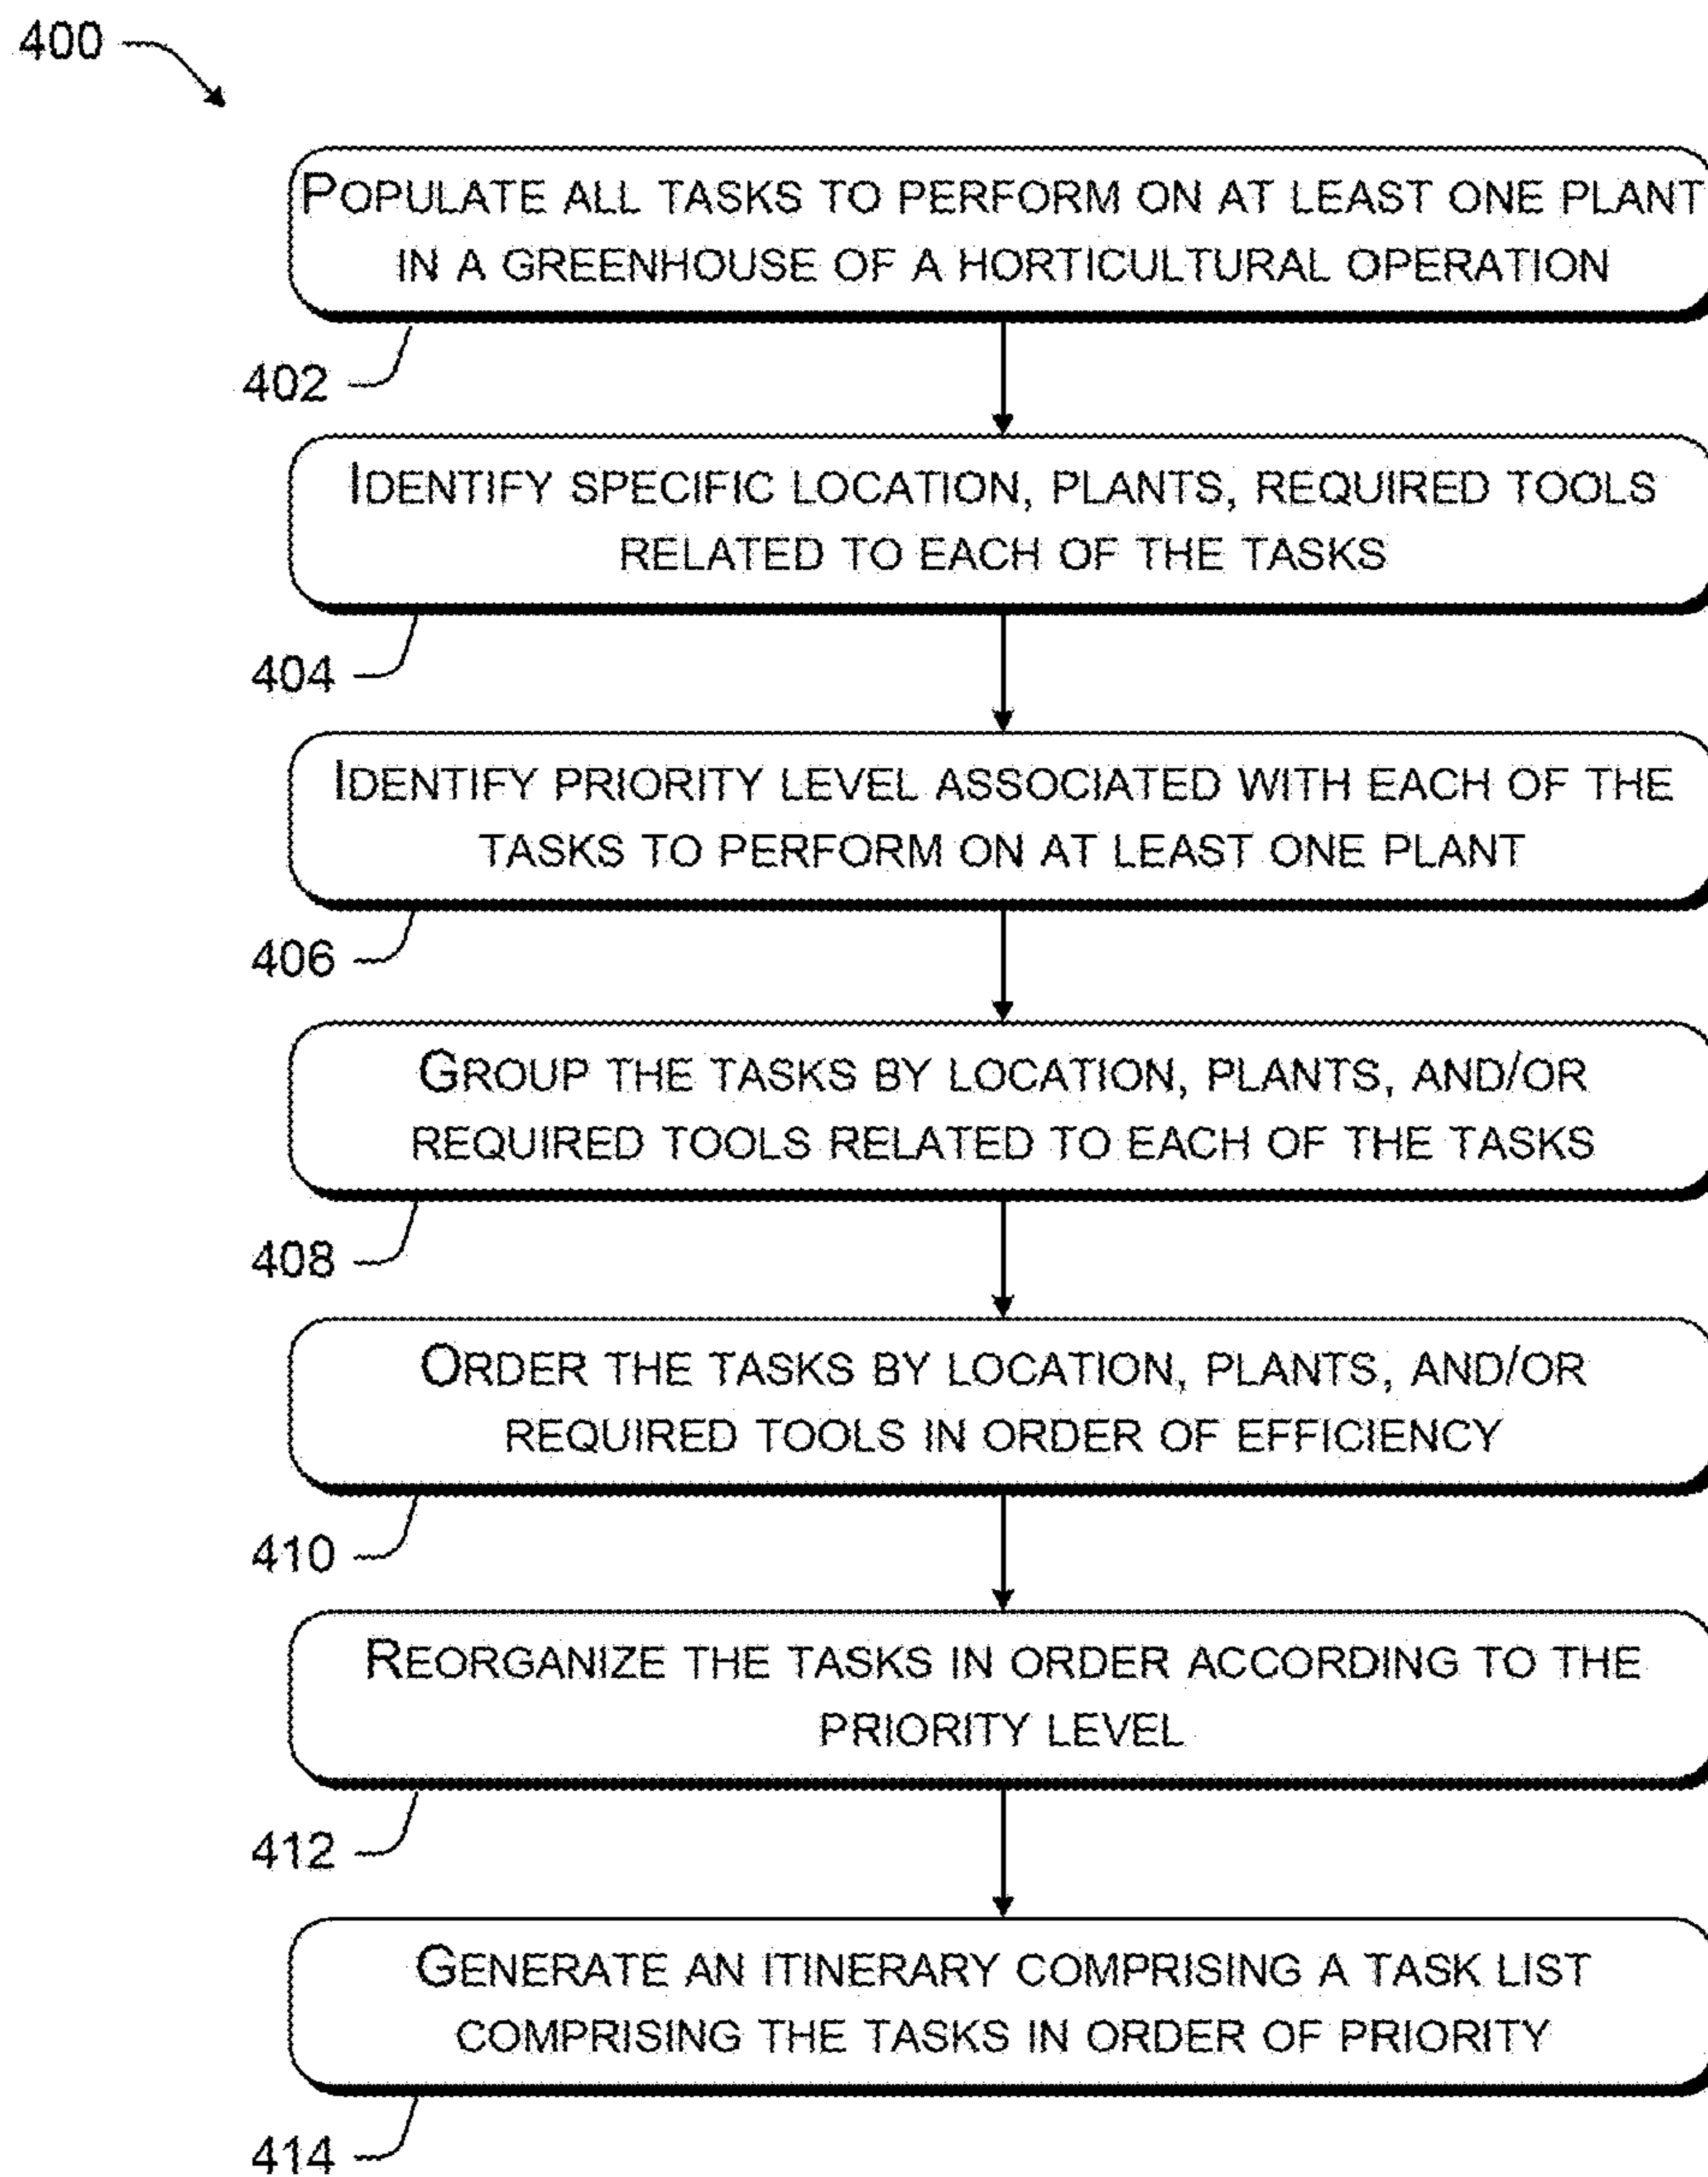 400
POPULATE ALL TASKS TO PERFORM ON AT LEAST ONE PLANT
IN A GREENHOUSE OF A HORTICULTURAL OPERATION
402
IDENTIFY SPECIFIC LOCATION, PLANTS, REQUIRED TOOLS
RELATED TO EACH OF THE TASKS
404
IDENTIFY PRIORITY LEVEL ASSOCIATED WITH EACH OF THE
TASKS TO PERFORM ON AT LEAST ONE PLANT
406
GROUP THE TASKS BY LOCATION, PLANTS, AND/OR
REQUIRED TOOLS RELATED TO EACH OF THE TASKS
408
ORDER THE TASKS BY LOCATION, PLANTS, AND/OR
REQUIRED TOOLS IN ORDER OF EFFICIENCY
410
REORGANIZE THE TASKS IN ORDER ACCORDING TO THE
PRIORITY LEVEL
412
GENERATE AN ITINERARY COMPRISING A TASK LIST
COMPRISING THE TASKS IN ORDER OF PRIORITY
414